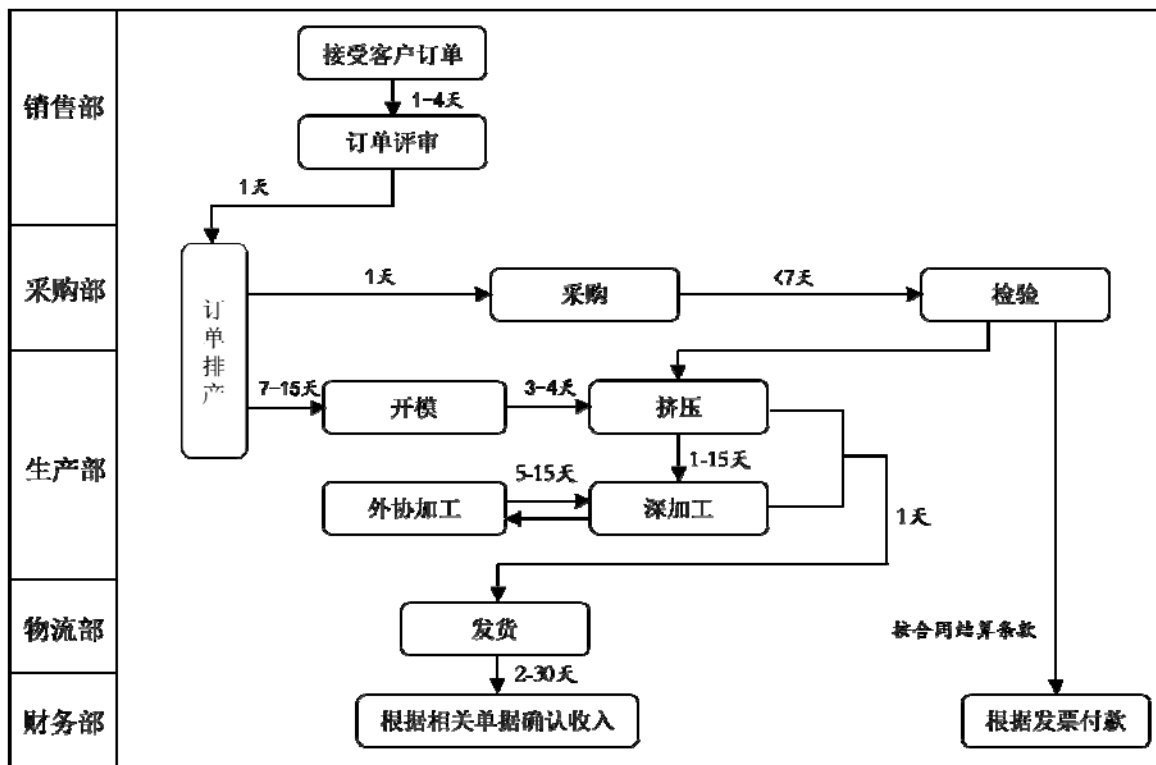 销售部
接受客户订单
1-4天
订单评审
1天
采购部
订单排产
1天
采购
<7天
检验
生产部
7-15天
开模
3-4天
挤压
1-15天
外协加工
5-15天
深加工
1天
物流部
发货
按合同结算条款
2-30天
财务部
根据相关单据确认收入
根据发票付款